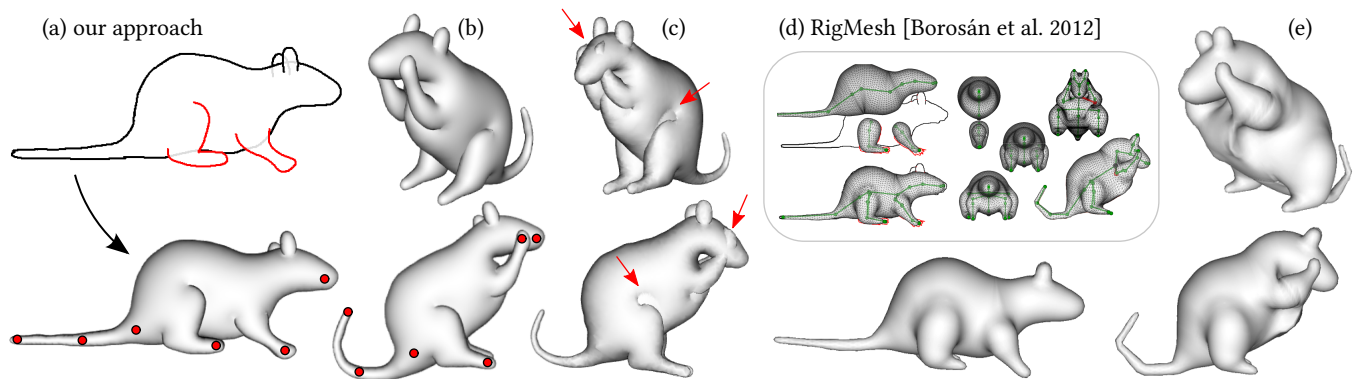 (a) our approach
(b)
(c)
(d) RigMesh [Borosán et al. 2012]
(e)